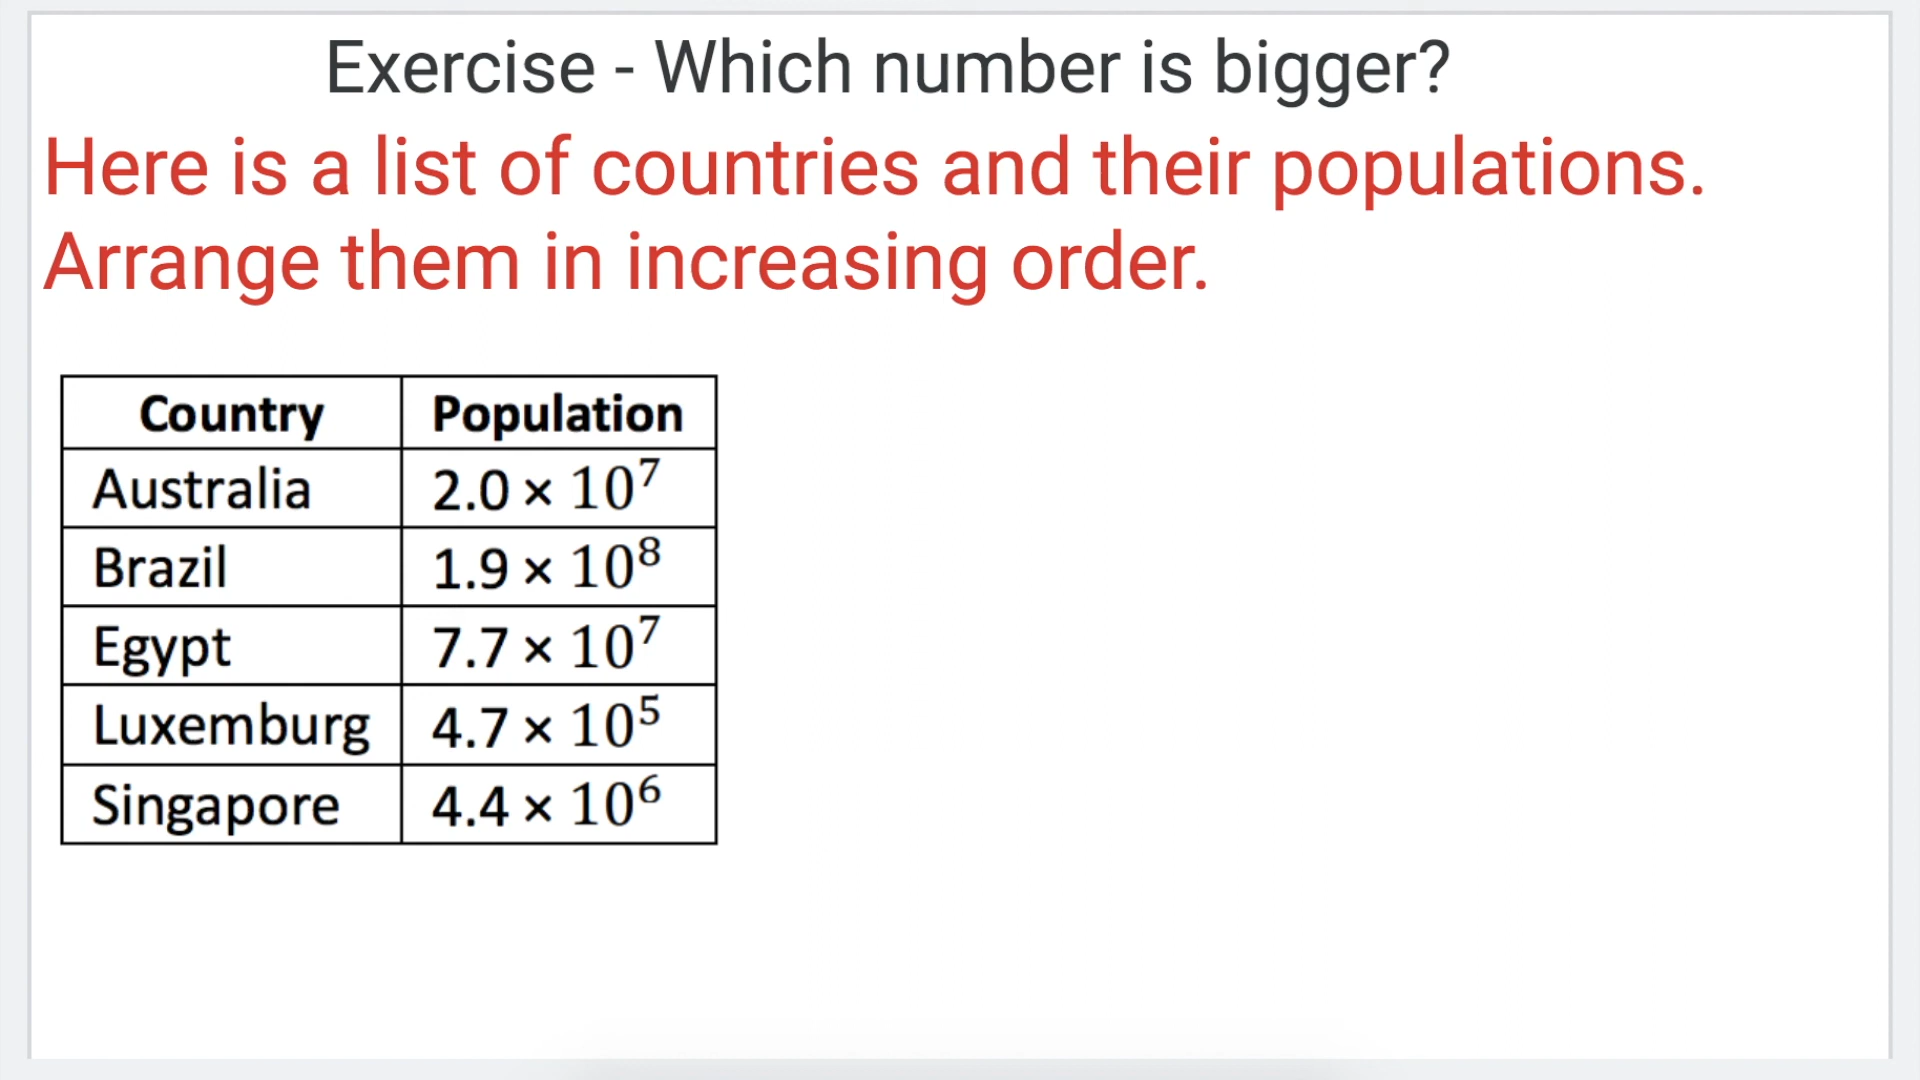 Exercise - Which number is bigger?
Here is a list of countries and their populations.
Arrange them in increasing order.
Country Population
Australia 2.0 × 10⁷
Brazil 1.9 × 10⁸
Egypt 7.7 × 10⁷
Luxemburg 4.7 × 10⁵
Singapore 4.4 × 10⁶